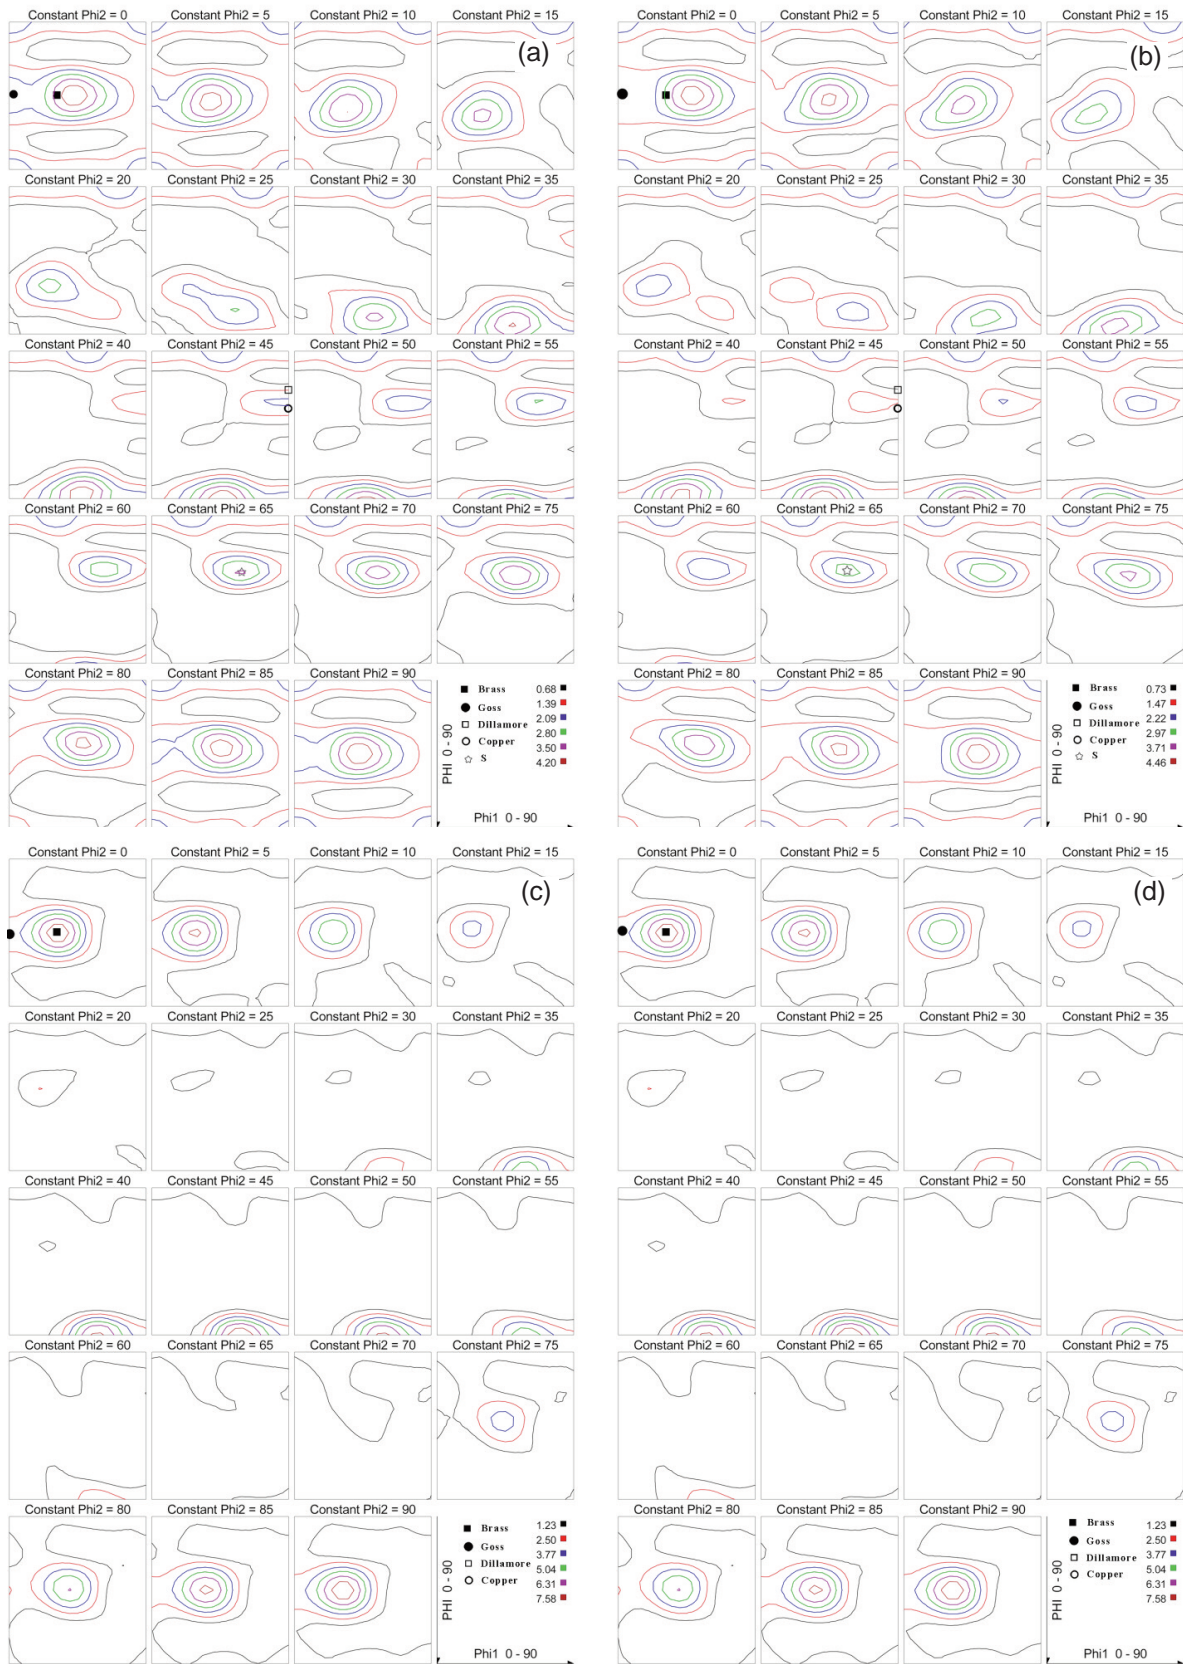 Constant Phi2 = 0 Constant Phi2 = 5 Constant Phi2 = 10 Constant Phi2 = 15
(a)
Constant Phi2 = 20 Constant Phi2 = 25 Constant Phi2 = 30 Constant Phi2 = 35
Constant Phi2 = 40 Constant Phi2 = 45 Constant Phi2 = 50 Constant Phi2 = 55
Constant Phi2 = 60 Constant Phi2 = 65 Constant Phi2 = 70 Constant Phi2 = 75
Constant Phi2 = 80 Constant Phi2 = 85 Constant Phi2 = 90
Brass 0.68
Goss 1.39
2.09
Dillamore 2.80
Copper 3.50
S 4.20
PHI 0 - 90
Phi1 0 - 90
Constant Phi2 = 0 Constant Phi2 = 5 Constant Phi2 = 10 Constant Phi2 = 15
(b)
Constant Phi2 = 20 Constant Phi2 = 25 Constant Phi2 = 30 Constant Phi2 = 35
Constant Phi2 = 40 Constant Phi2 = 45 Constant Phi2 = 50 Constant Phi2 = 55
Constant Phi2 = 60 Constant Phi2 = 65 Constant Phi2 = 70 Constant Phi2 = 75
Constant Phi2 = 80 Constant Phi2 = 85 Constant Phi2 = 90
Brass 0.73
Goss 1.47
2.22
Dillamore 2.97
Copper 3.71
S 4.46
PHI 0 - 90
Phi1 0 - 90
Constant Phi2 = 0 Constant Phi2 = 5 Constant Phi2 = 10 Constant Phi2 = 15
(c)
Constant Phi2 = 20 Constant Phi2 = 25 Constant Phi2 = 30 Constant Phi2 = 35
Constant Phi2 = 40 Constant Phi2 = 45 Constant Phi2 = 50 Constant Phi2 = 55
Constant Phi2 = 60 Constant Phi2 = 65 Constant Phi2 = 70 Constant Phi2 = 75
Constant Phi2 = 80 Constant Phi2 = 85 Constant Phi2 = 90
Brass 1.23
Goss 2.50
3.77
Dillamore 5.04
Copper 6.31
7.58
PHI 0 - 90
Phi1 0 - 90
Constant Phi2 = 0 Constant Phi2 = 5 Constant Phi2 = 10 Constant Phi2 = 15
(d)
Constant Phi2 = 20 Constant Phi2 = 25 Constant Phi2 = 30 Constant Phi2 = 35
Constant Phi2 = 40 Constant Phi2 = 45 Constant Phi2 = 50 Constant Phi2 = 55
Constant Phi2 = 60 Constant Phi2 = 65 Constant Phi2 = 70 Constant Phi2 = 75
Constant Phi2 = 80 Constant Phi2 = 85 Constant Phi2 = 90
Brass 1.23
Goss 2.50
3.77
Dillamore 5.04
Copper 6.31
7.58
PHI 0 - 90
Phi1 0 - 90